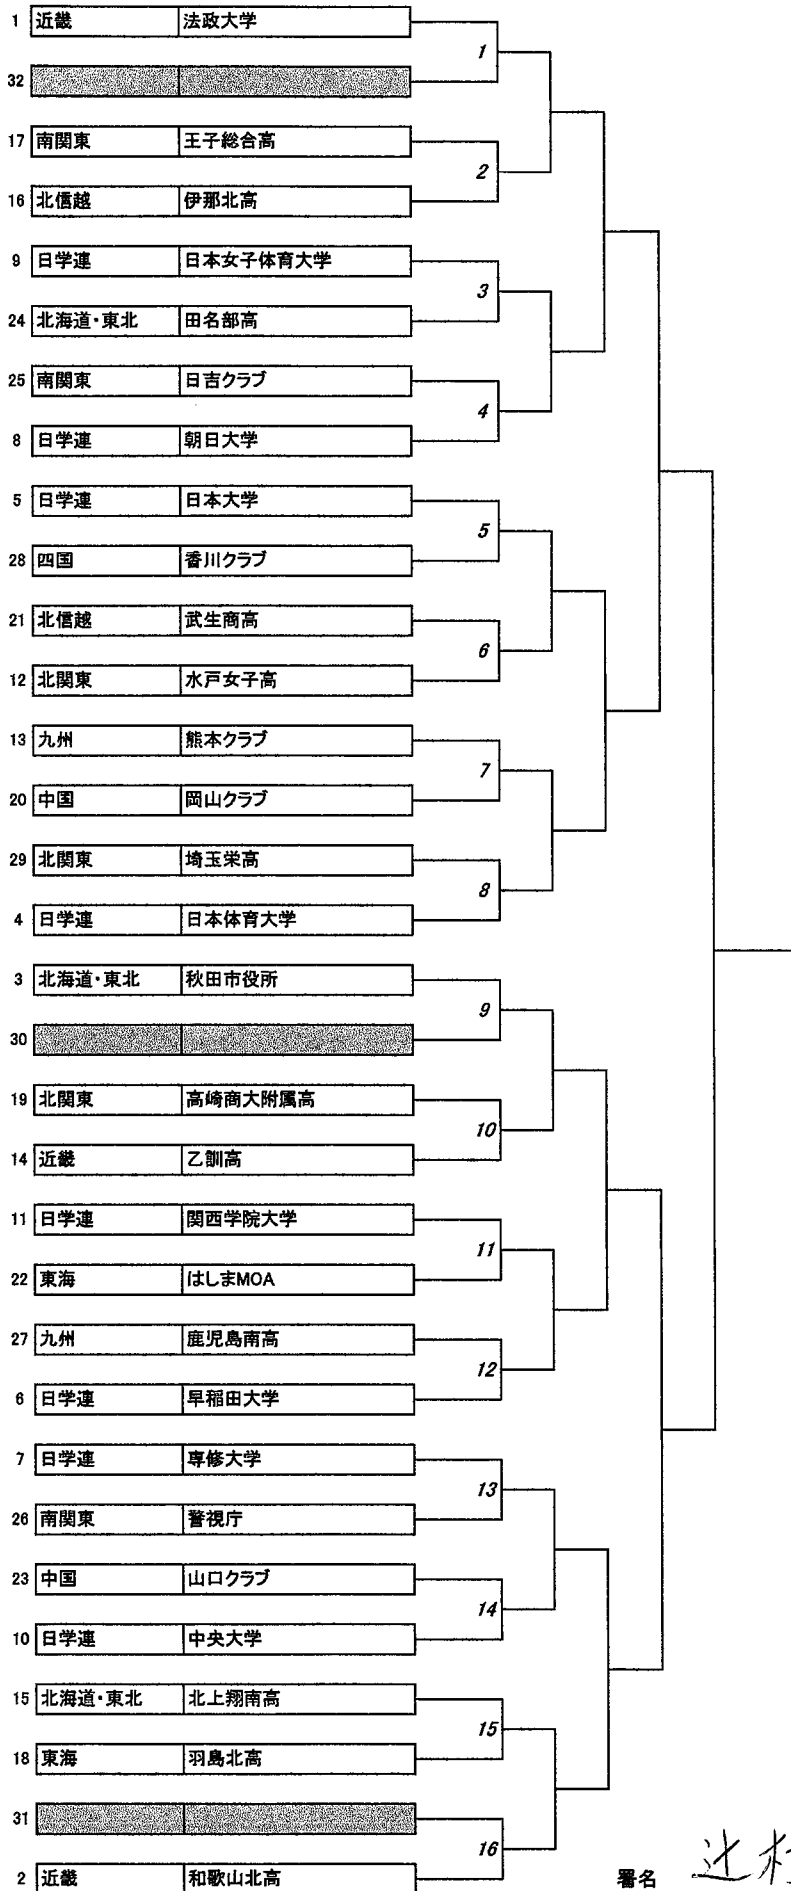 1 近畿 法政大学
1
32
17 南関東 王子総合高
2
16 北信越 伊那北高
9 日学連 日本女子体育大学
3
24 北海道・東北 田名部高
25 南関東 日吉クラブ
4
8 日学連 朝日大学
5 日学連 日本大学
5
28 四国 香川クラブ
21 北信越 武生商高
6
12 北関東 水戸女子高
13 九州 熊本クラブ
7
20 中国 岡山クラブ
29 北関東 埼玉栄高
8
4 日学連 日本体育大学
3 北海道・東北 秋田市役所
9
30
19 北関東 高崎商大附属高
10
14 近畿 乙訓高
11 日学連 関西学院大学
11
22 東海 はしまMOA
27 九州 鹿児島南高
12
6 日学連 早稲田大学
7 日学連 専修大学
13
26 南関東 警視庁
23 中国 山口クラブ
14
10 日学連 中央大学
15 北海道・東北 北上翔南高
15
18 東海 羽島北高
31
16
2 近畿 和歌山北高
署名 辻